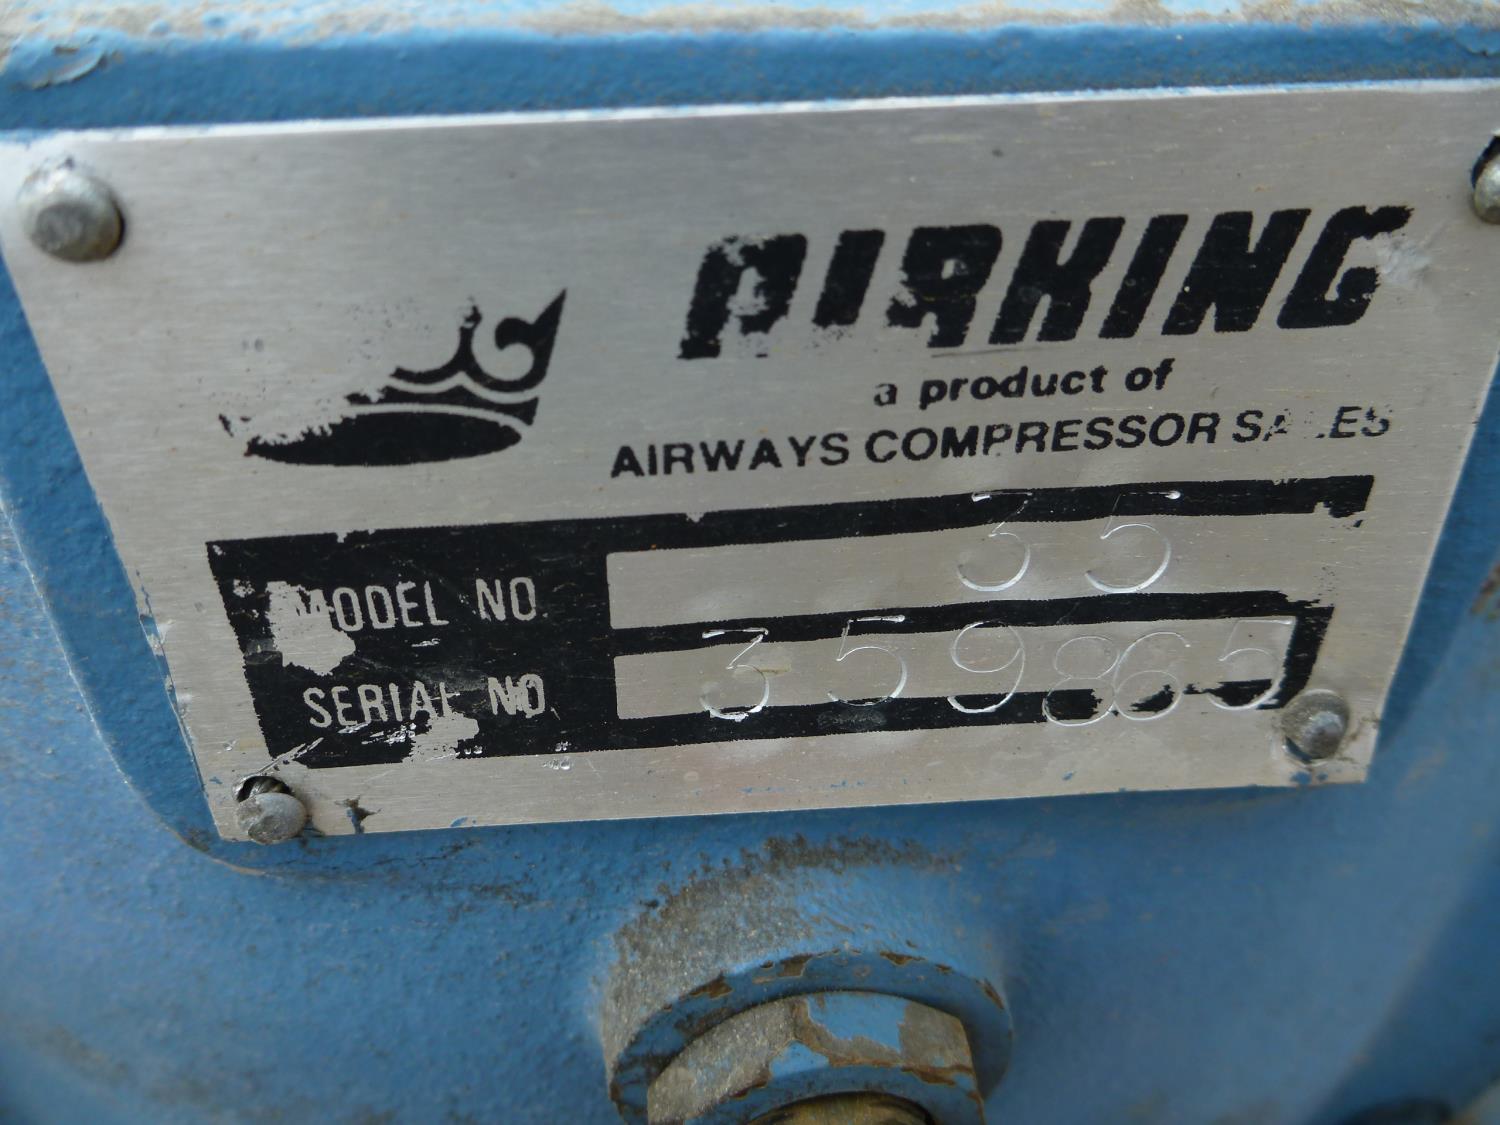 AIRKING
a product of
AIRWAYS COMPRESSOR SALES
MODEL NO. 35
SERIAL NO. 359865